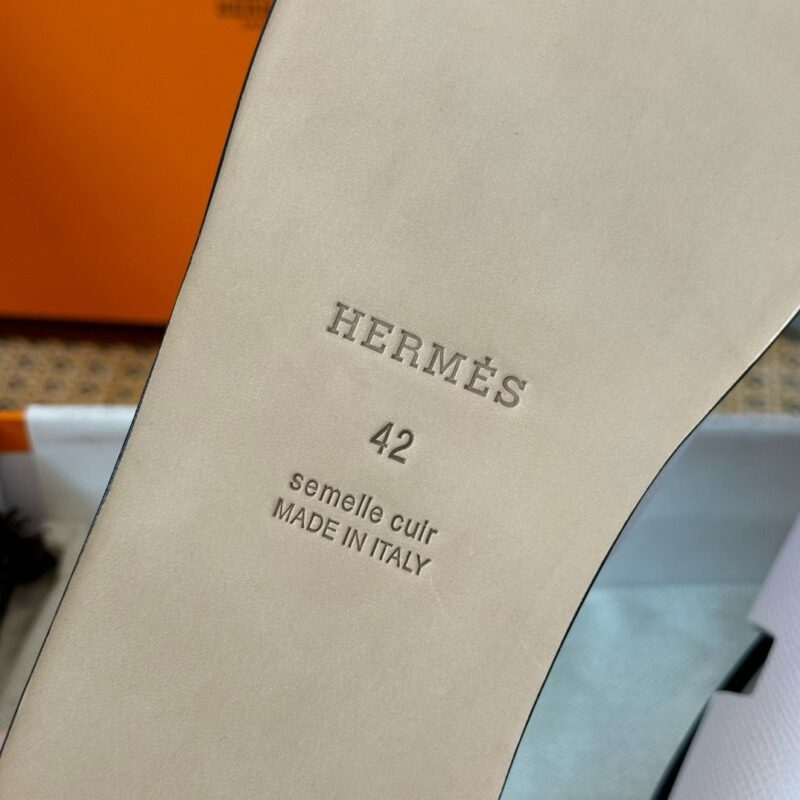 HERMÈS
42
semelle cuir
MADE IN ITALY